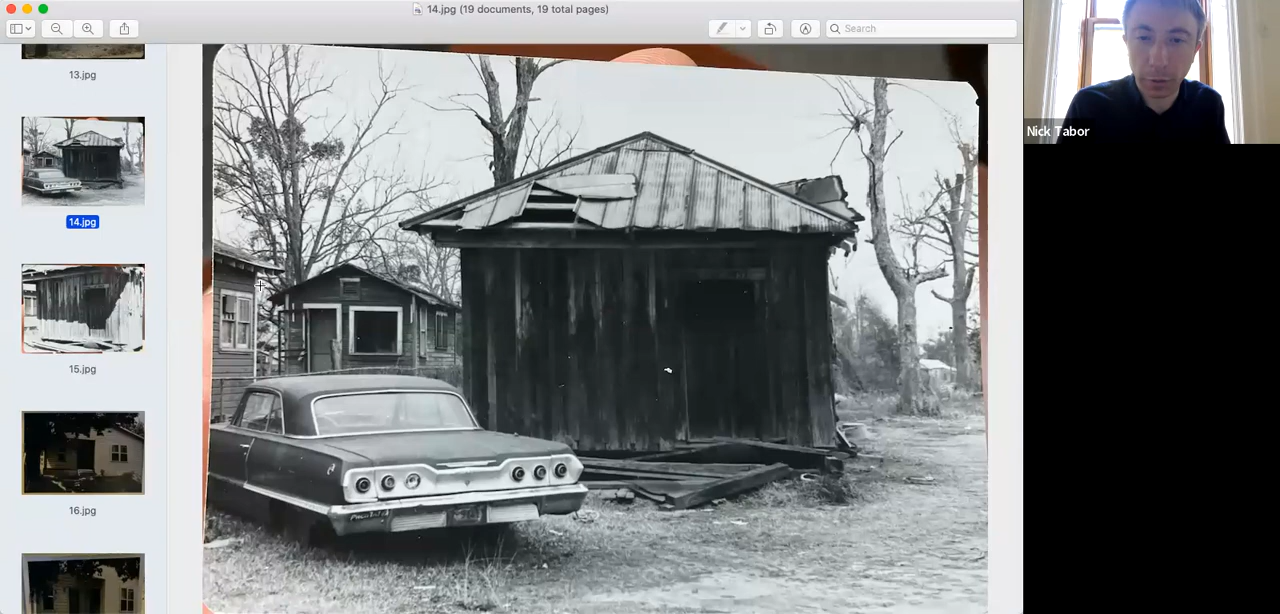 14.jpg (19 documents, 19 total pages)
Search
13.jpg
14.jpg
15.jpg
16.jpg
Nick Tabor